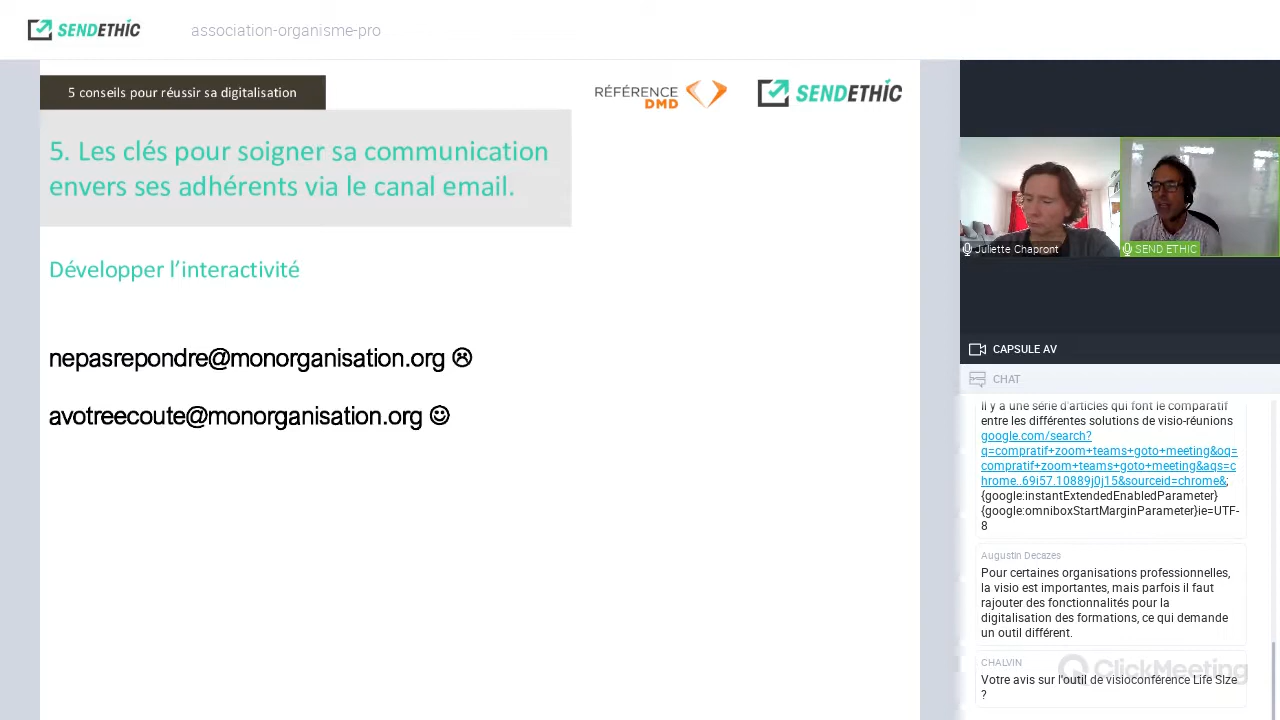 SENDETHIC
association-organisme-pro
5 conseils pour réussir sa digitalisation
RÉFÉRENCE
DMD
SENDETHIC
5. Les clés pour soigner sa communication
envers ses adhérents via le canal email.
Développer l'interactivité
nepasrepondre@monorganisation.org ☹
avotreecoute@monorganisation.org ☺
Juliette Chapront
SEND ETHIC
CAPSULE AV
CHAT
Il y a une série d'articles qui font le comparatif
entre les différentes solutions de visio-réunions
google.com/search?
q=compratif+zoom+teams+goto+meeting&oq=
compratif+zoom+teams+goto+meeting&aqs=c
hrome..69i57.10889j0j15&sourceid=chrome&;
{google:instantExtendedEnabledParameter}
{google:omniboxStartMarginParameter}ie=UTF-
8
Augustin Decazes
Pour certaines organisations professionnelles,
la visio est importantes, mais parfois il faut
rajouter des fonctionnalités pour la
digitalisation des formations, ce qui demande
un outil différent.
CHALVIN
Votre avis sur l'outil de visioconférence Life Size
?
ClickMeeting